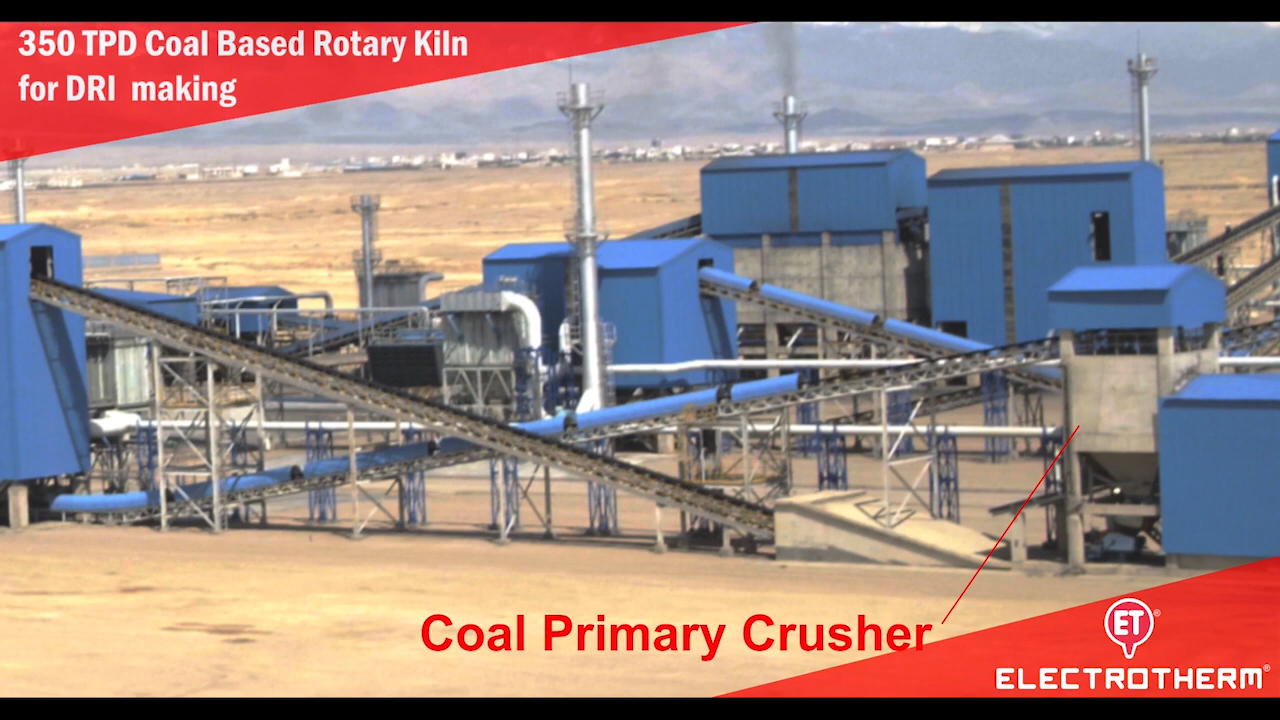 350 TPD Coal Based Rotary Kiln
for DRI making
Coal Primary Crusher
ET®
ELECTROTHERM®